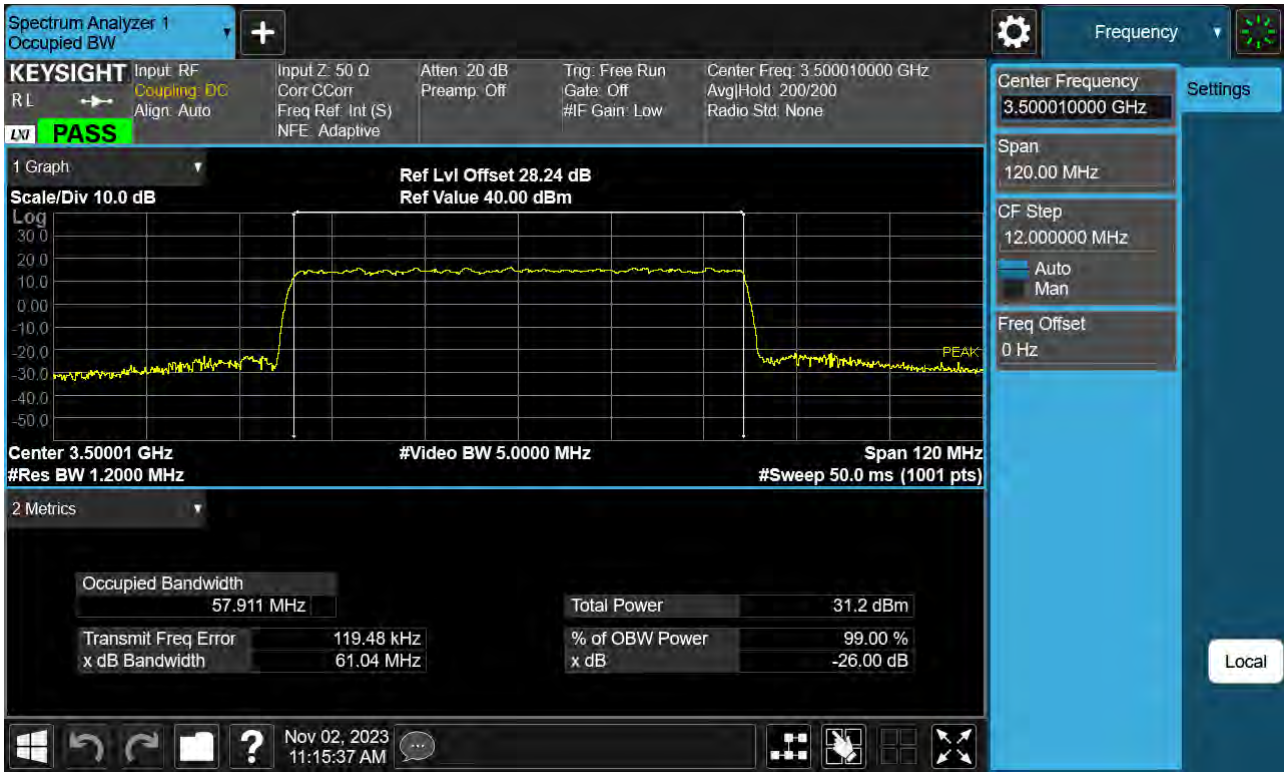 Spectrum Analyzer 1
Occupied BW
+
Frequency
KEYSIGHT
RL
LXI PASS
Input: RF
Coupling: DC
Align: Auto
Input Z: 50 Ω
Corr CCorr
Freq Ref: Int (S)
NFE: Adaptive
Atten: 20 dB
Preamp: Off
Trig: Free Run
Gate: Off
#IF Gain: Low
Center Freq: 3.500010000 GHz
Avg|Hold: 200/200
Radio Std: None
Center Frequency
3.500010000 GHz
Settings
Span
120.00 MHz
CF Step
12.000000 MHz
Auto
Man
Freq Offset
0 Hz
1 Graph
Ref Lvl Offset 28.24 dB
Scale/Div 10.0 dB
Ref Value 40.00 dBm
Log
30.0
20.0
10.0
0.00
-10.0
-20.0
-30.0
-40.0
-50.0
PEAK
Center 3.50001 GHz
#Video BW 5.0000 MHz
Span 120 MHz
#Res BW 1.2000 MHz
#Sweep 50.0 ms (1001 pts)
2 Metrics
Occupied Bandwidth
57.911 MHz
Total Power 31.2 dBm
Transmit Freq Error 119.48 kHz
% of OBW Power 99.00 %
x dB Bandwidth 61.04 MHz
x dB -26.00 dB
Local
?
Nov 02, 2023
11:15:37 AM